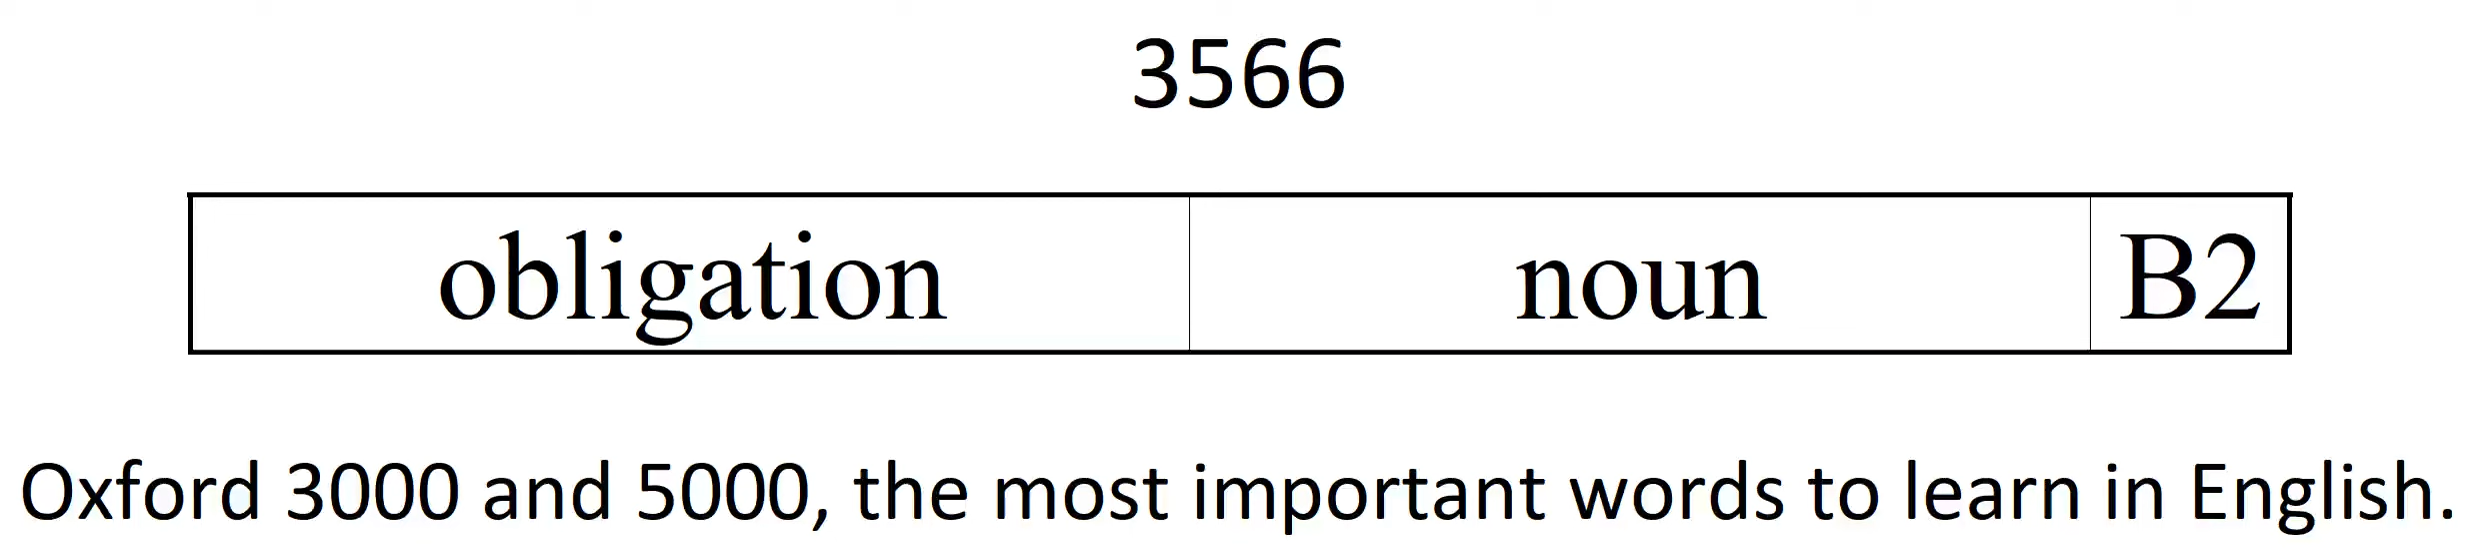 3566
obligation noun B2
Oxford 3000 and 5000, the most important words to learn in English.